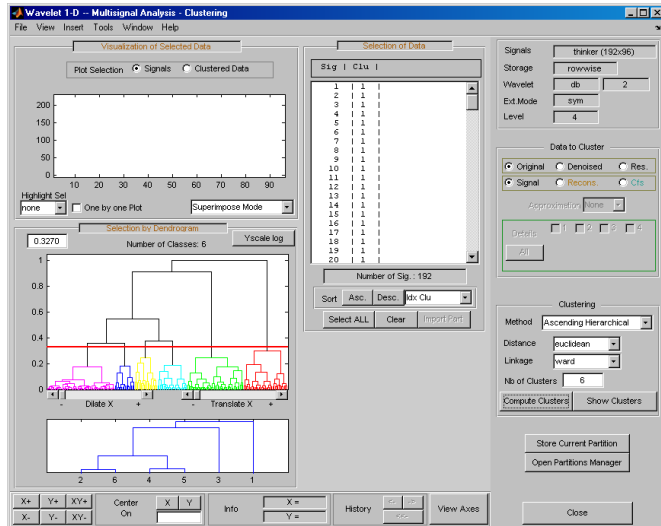 Wavelet 1-D -- Multisignal Analysis - Clustering
File View Insert Tools Window Help
Visualization of Selected Data
Plot Selection Signals Clustered Data
200
150
100
50
0
10 20 30 40 50 60 70 80 90
Highlight Sel
none One by one Plot Superimpose Mode
Selection by Dendrogram
0.3270 Number of Classes: 6 Yscale log
1
0.8
0.6
0.4
0.2
0
- Dilate X + - Translate X +
2 6 4 5 3 1
Selection of Data
Sig | Clu |
1 | 1 |
2 | 1 |
3 | 1 |
4 | 1 |
5 | 1 |
6 | 1 |
7 | 1 |
8 | 1 |
9 | 1 |
10 | 1 |
11 | 1 |
12 | 1 |
13 | 1 |
14 | 1 |
15 | 1 |
16 | 1 |
17 | 1 |
18 | 1 |
19 | 1 |
20 | 1 |
Number of Sig.: 192
Sort Asc. Desc. Idx Clu
Select ALL Clear Import Part
Signals thinker (192x96)
Storage rowwise
Wavelet db 2
Ext.Mode sym
Level 4
Data to Cluster
Original Denoised Res.
Signal Recons. Cfs
Approximation None
Details 1 2 3 4
All
Clustering
Method Ascending Hierarchical
Distance euclidean
Linkage ward
Nb of Clusters 6
Compute Clusters Show Clusters
Store Current Partition
Open Partitions Manager
X+ Y+ XY+
X- Y- XY-
Center
On
X Y
Info
X =
Y =
History
<- ->
<<-
View Axes
Close